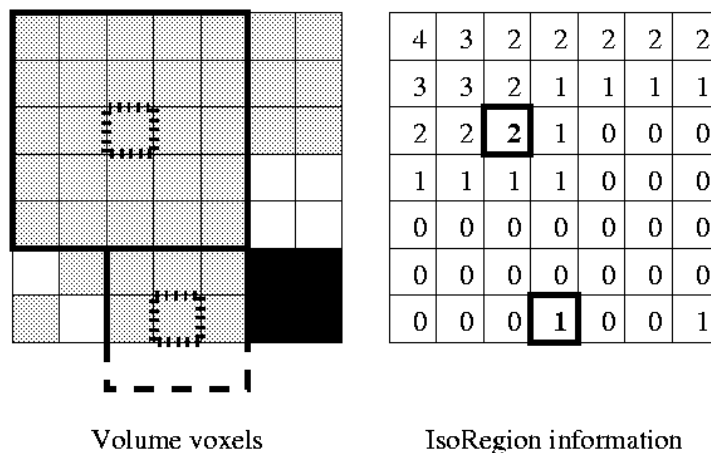 4 3 2 2 2 2 2
3 3 2 1 1 1 1
2 2 2 1 0 0 0
1 1 1 1 0 0 0
0 0 0 0 0 0 0
0 0 0 0 0 0 0
0 0 0 1 0 0 1
Volume voxels
IsoRegion information